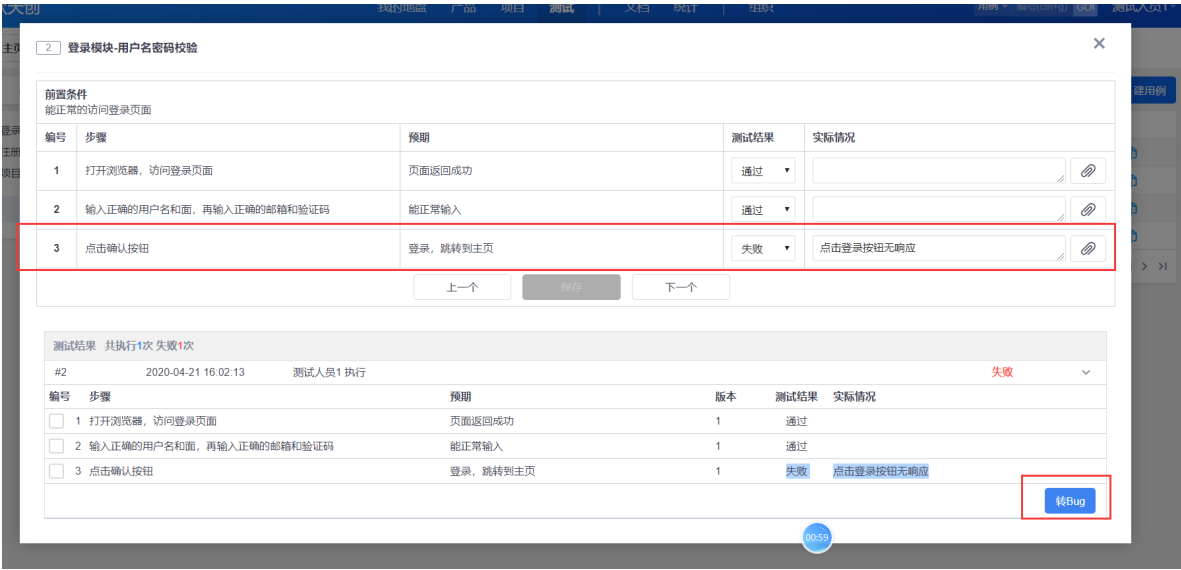 天创 我的地盘 产品 项目 测试 文档 统计 组织 用例 编号(ctrl+g) GO! 测试人员1
主页
2 登录模块-用户名密码校验 ×
建用例
前置条件
能正常的访问登录页面
编号 步骤 预期 测试结果 实际情况
1 打开浏览器，访问登录页面 页面返回成功 通过
2 输入正确的用户名和面，再输入正确的邮箱和验证码 能正常输入 通过
3 点击确认按钮 登录，跳转到主页 失败 点击登录按钮无响应
上一个 保存 下一个
测试结果 共执行1次 失败1次
#2 2020-04-21 16:02:13 测试人员1 执行 失败
编号 步骤 预期 版本 测试结果 实际情况
1 打开浏览器，访问登录页面 页面返回成功 1 通过
2 输入正确的用户名和面，再输入正确的邮箱和验证码 能正常输入 1 通过
3 点击确认按钮 登录，跳转到主页 1 失败 点击登录按钮无响应
转Bug
00:59